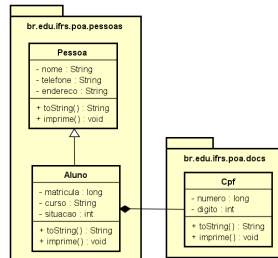 br.edu.ifrs.poa.pessoas
Pessoa
- nome : String
- telefone : String
- endereco : String
+ toString() : String
+ imprime() : void
Aluno
- matricula : long
- curso : String
- situacao : int
+ toString() : String
+ imprime() : void
br.edu.ifrs.poa.docs
Cpf
- numero : long
- digito : int
+ toString() : String
+ imprime() : void